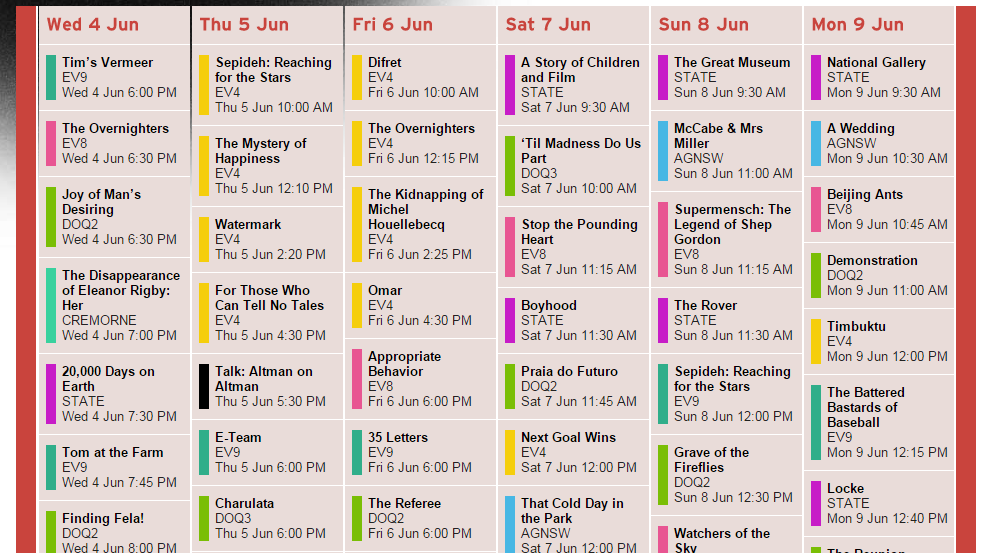 Wed 4 Jun
Tim's Vermeer
EV9
Wed 4 Jun 6:00 PM
The Overnighters
EV8
Wed 4 Jun 6:30 PM
Joy of Man's
Desiring
DOQ2
Wed 4 Jun 6:30 PM
The Disappearance
of Eleanor Rigby:
Her
CREMORNE
Wed 4 Jun 7:00 PM
20,000 Days on
Earth
STATE
Wed 4 Jun 7:30 PM
Tom at the Farm
EV9
Wed 4 Jun 7:45 PM
Finding Fela!
DOQ2
Wed 4 Jun 8:00 PM
Thu 5 Jun
Sepideh: Reaching
for the Stars
EV4
Thu 5 Jun 10:00 AM
The Mystery of
Happiness
EV4
Thu 5 Jun 12:10 PM
Watermark
EV4
Thu 5 Jun 2:20 PM
For Those Who
Can Tell No Tales
EV4
Thu 5 Jun 4:30 PM
Talk: Altman on
Altman
Thu 5 Jun 5:30 PM
E-Team
EV9
Thu 5 Jun 6:00 PM
Charulata
DOQ3
Thu 5 Jun 6:00 PM
Fri 6 Jun
Difret
EV4
Fri 6 Jun 10:00 AM
The Overnighters
EV4
Fri 6 Jun 12:15 PM
The Kidnapping of
Michel
Houellebecq
EV4
Fri 6 Jun 2:25 PM
Omar
EV4
Fri 6 Jun 4:30 PM
Appropriate
Behavior
EV8
Fri 6 Jun 6:00 PM
35 Letters
EV9
Fri 6 Jun 6:00 PM
The Referee
DOQ2
Fri 6 Jun 6:00 PM
Sat 7 Jun
A Story of Children
and Film
STATE
Sat 7 Jun 9:30 AM
'Til Madness Do Us
Part
DOQ3
Sat 7 Jun 10:00 AM
Stop the Pounding
Heart
EV8
Sat 7 Jun 11:15 AM
Boyhood
STATE
Sat 7 Jun 11:30 AM
Praia do Futuro
DOQ2
Sat 7 Jun 11:45 AM
Next Goal Wins
EV4
Sat 7 Jun 12:00 PM
That Cold Day in
the Park
AGNSW
Sat 7 Jun 12:00 PM
Sun 8 Jun
The Great Museum
STATE
Sun 8 Jun 9:30 AM
McCabe & Mrs
Miller
AGNSW
Sun 8 Jun 11:00 AM
Supermensch: The
Legend of Shep
Gordon
EV8
Sun 8 Jun 11:15 AM
The Rover
STATE
Sun 8 Jun 11:30 AM
Sepideh: Reaching
for the Stars
EV9
Sun 8 Jun 12:00 PM
Grave of the
Fireflies
DOQ2
Sun 8 Jun 12:30 PM
Watchers of the
Sky
Mon 9 Jun
National Gallery
STATE
Mon 9 Jun 9:30 AM
A Wedding
AGNSW
Mon 9 Jun 10:30 AM
Beijing Ants
EV8
Mon 9 Jun 10:45 AM
Demonstration
DOQ2
Mon 9 Jun 11:00 AM
Timbuktu
EV4
Mon 9 Jun 12:00 PM
The Battered
Bastards of
Baseball
EV9
Mon 9 Jun 12:15 PM
Locke
STATE
Mon 9 Jun 12:40 PM
The Reunion